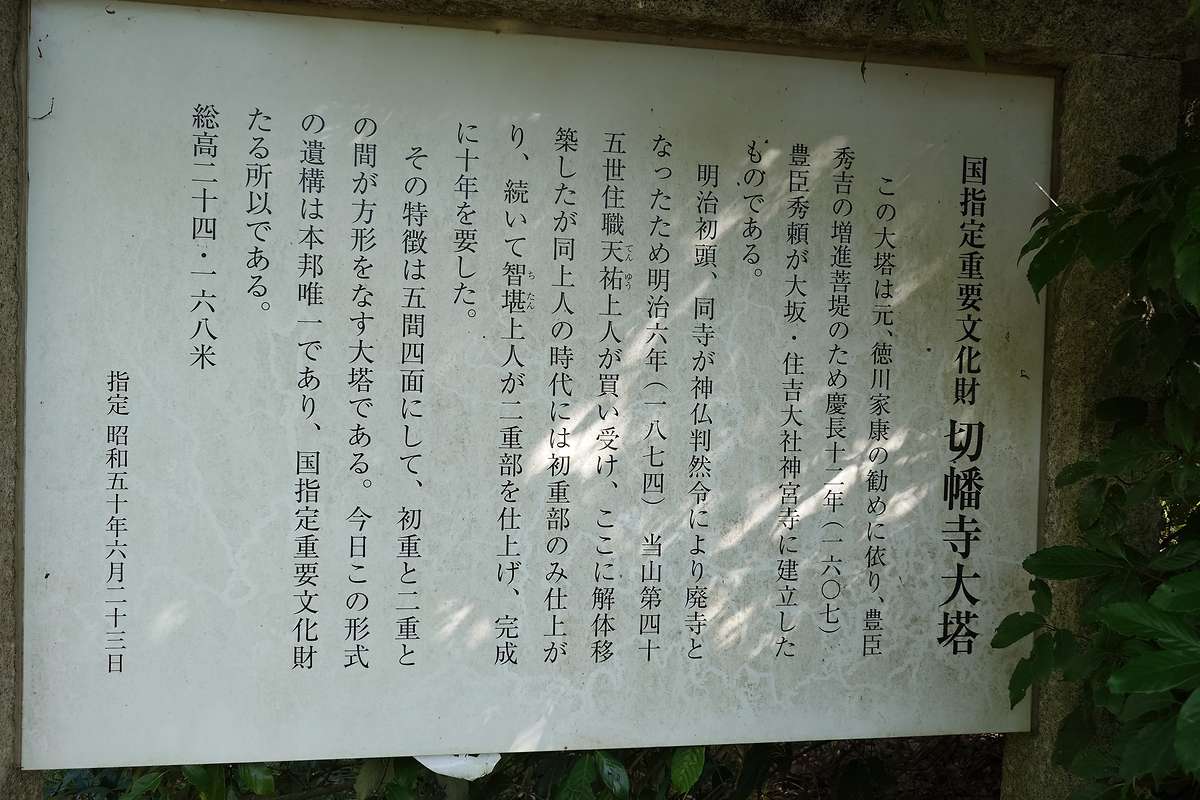 国指定重要文化財 切幡寺大塔
この大塔は元、徳川家康の勧めに依り、豊臣
秀吉の増進菩堤のため慶長十二年（一六〇七）
豊臣秀頼が大坂・住吉大社神宮寺に建立した
ものである。
明治初頭、同寺が神仏判然令により廃寺と
なったため明治六年（一八七四）　当山第四十
五世住職天祐上人が買い受け、ここに解体移
てんゆう
築したが同上人の時代には初重部のみ仕上が
り、続いて智堪上人が二重部を仕上げ、完成
ちたん
に十年を要した。
その特徴は五間四面にして、初重と二重と
の間が方形をなす大塔である。今日この形式
の遺構は本邦唯一であり、国指定重要文化財
たる所以である。
総高二十四・一六八米
指定 昭和五十年六月二十三日